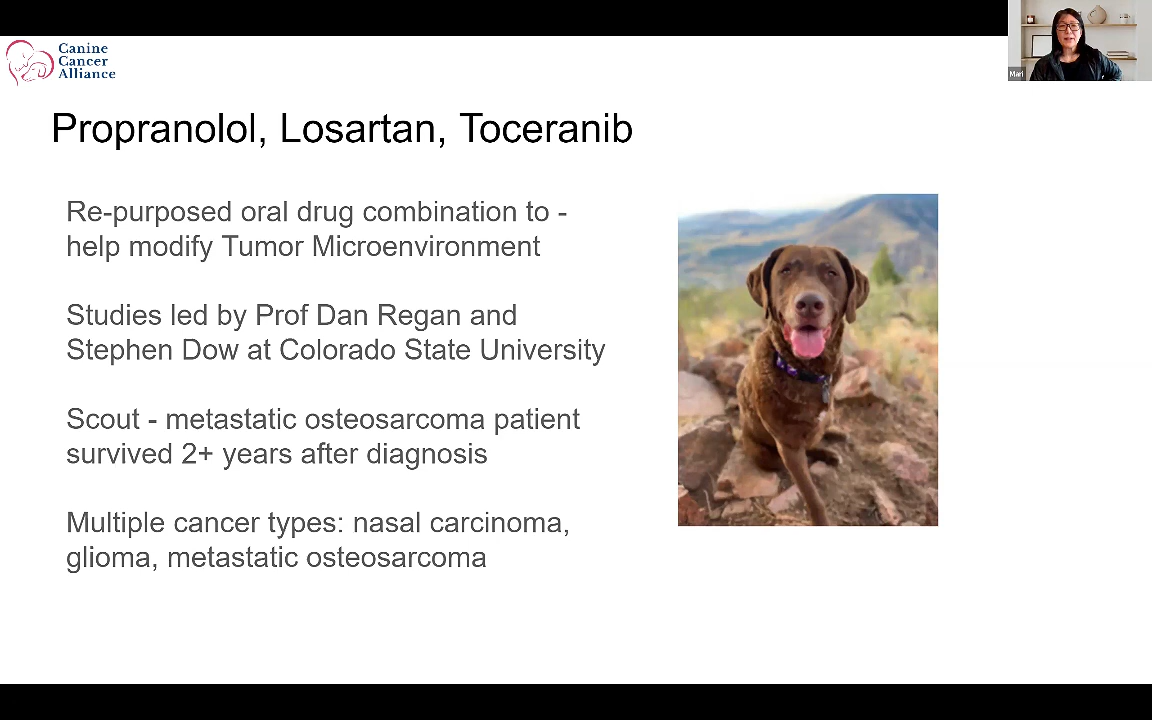 Canine
Cancer
Alliance
Mari
Propranolol, Losartan, Toceranib
Re-purposed oral drug combination to -
help modify Tumor Microenvironment
Studies led by Prof Dan Regan and
Stephen Dow at Colorado State University
Scout - metastatic osteosarcoma patient
survived 2+ years after diagnosis
Multiple cancer types: nasal carcinoma,
glioma, metastatic osteosarcoma